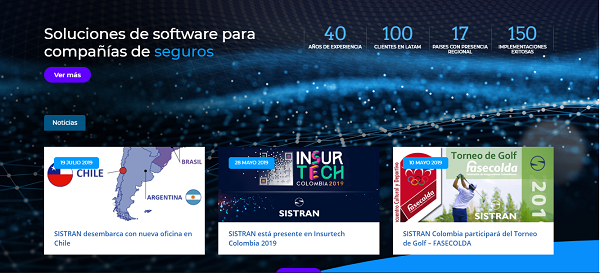 Soluciones de software para
compañías de seguros
Ver más
40
AÑOS DE EXPERIENCIA
100
CLIENTES EN LATAM
17
PAISES CON PRESENCIA
REGIONAL
150
IMPLEMENTACIONES
EXITOSAS
Noticias
19 JULIO 2019
CHILE
BRASIL
ARGENTINA
SISTRAN desembarca con nueva oficina en
Chile
28 MAYO 2019
INSUR
TECH
COLOMBIA 2019
SISTRAN
SISTRAN está presente en Insurtech
Colombia 2019
10 MAYO 2019
Torneo de Golf
fasecolda
Fasecolda
SISTRAN
201
SISTRAN Colombia participará del Torneo
de Golf – FASECOLDA